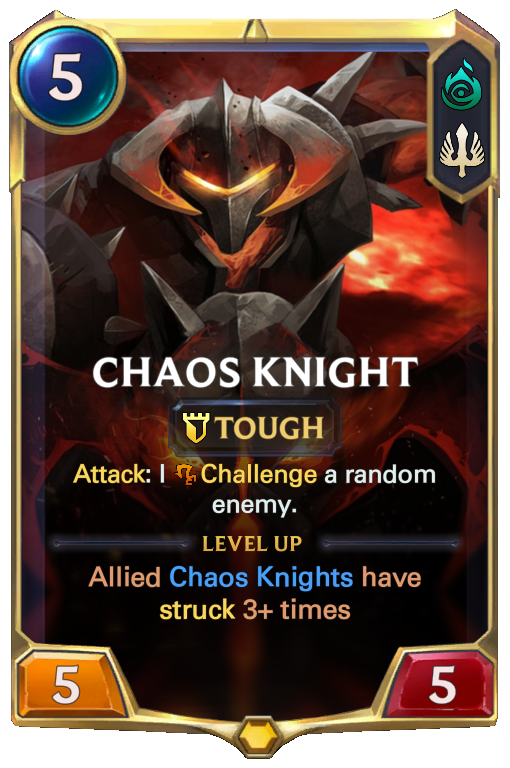 5
CHAOS KNIGHT
TOUGH
Attack: I Challenge a random
enemy.
LEVEL UP
Allied Chaos Knights have
struck 3+ times
5 5